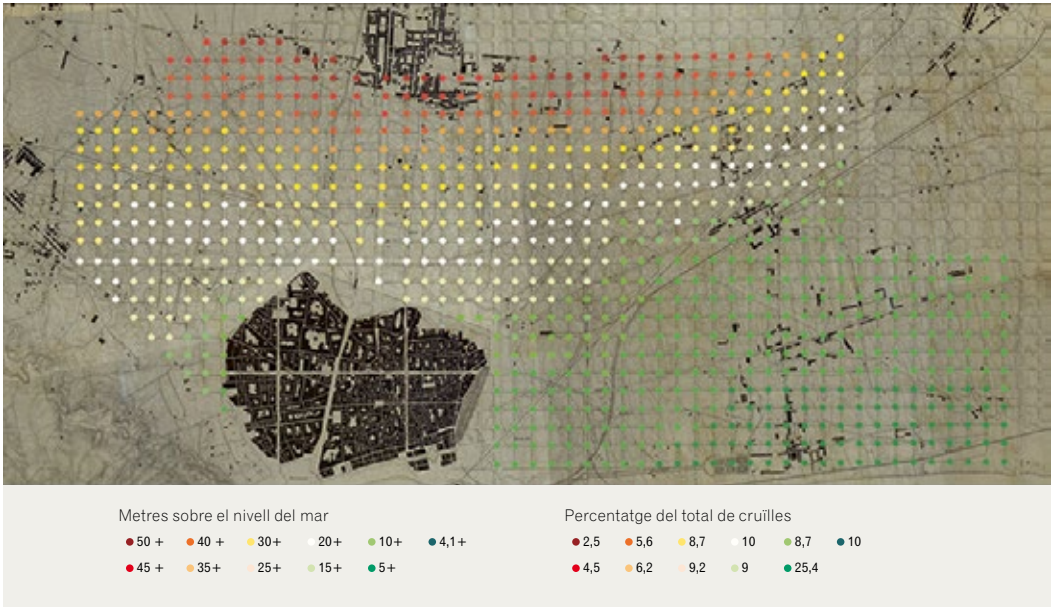 Metres sobre el nivell del mar
50 + 40 + 30+ 20+ 10+ 4,1+
45 + 35+ 25+ 15+ 5+
Percentatge del total de cruïlles
2,5 5,6 8,7 10 8,7 10
4,5 6,2 9,2 9 25,4